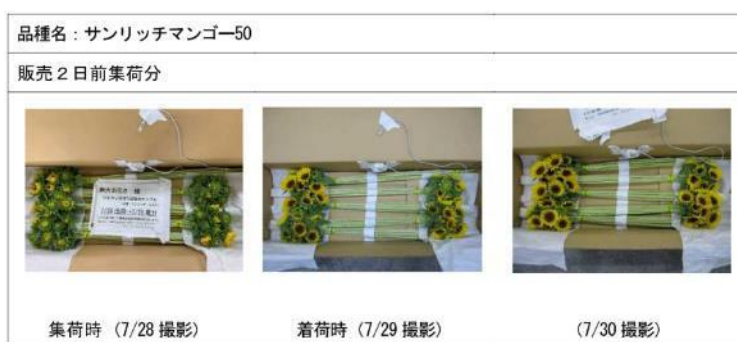 品種名：サンリッチマンゴー50
販売２日前集荷分
集荷時（7/28 撮影）
着荷時（7/29 撮影）
（7/30 撮影）